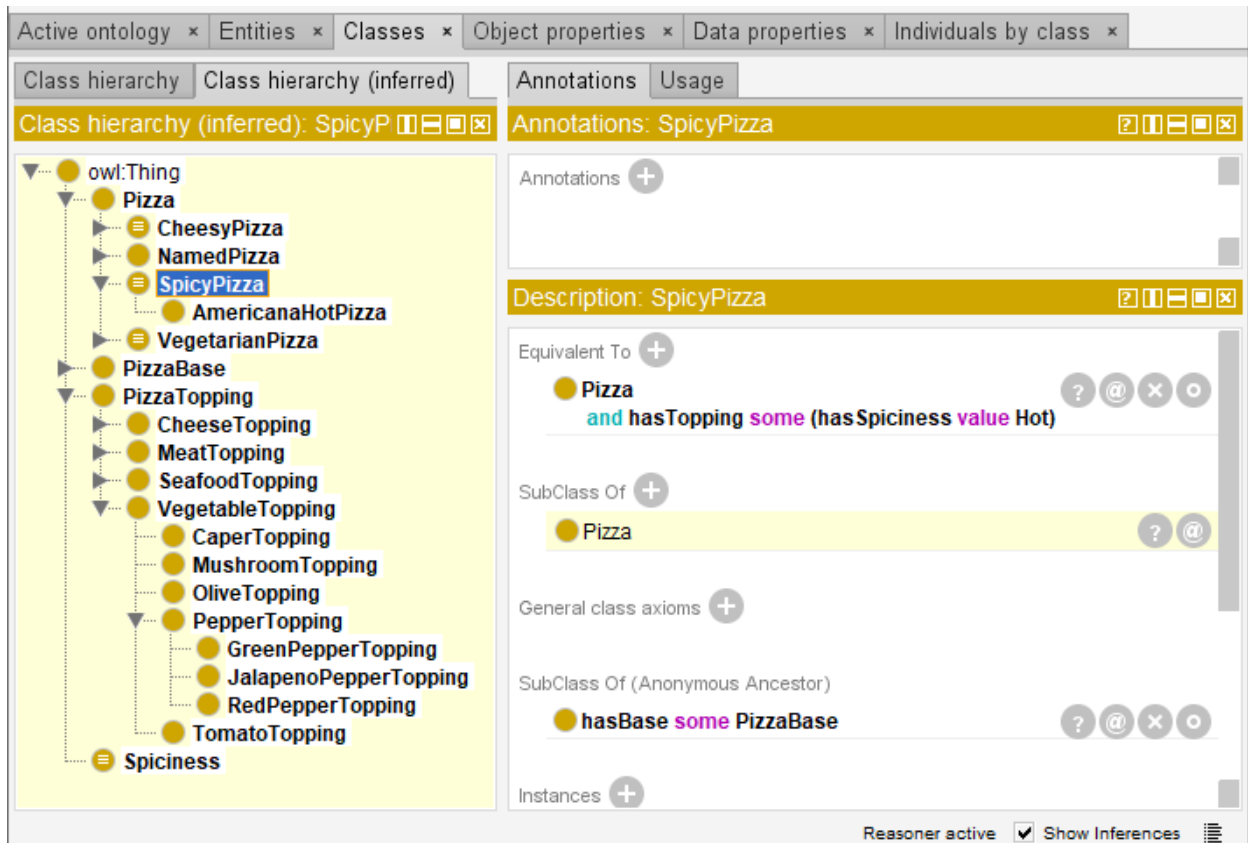 Active ontology × Entities × Classes × Object properties × Data properties × Individuals by class ×
Class hierarchy Class hierarchy (inferred)
Class hierarchy (inferred): SpicyP
owl:Thing
Pizza
CheesyPizza
NamedPizza
SpicyPizza
AmericanaHotPizza
VegetarianPizza
PizzaBase
PizzaTopping
CheeseTopping
MeatTopping
SeafoodTopping
VegetableTopping
CaperTopping
MushroomTopping
OliveTopping
PepperTopping
GreenPepperTopping
JalapenoPepperTopping
RedPepperTopping
TomatoTopping
Spiciness
Annotations Usage
Annotations: SpicyPizza
Annotations
Description: SpicyPizza
Equivalent To
Pizza
and hasTopping some (hasSpiciness value Hot)
SubClass Of
Pizza
General class axioms
SubClass Of (Anonymous Ancestor)
hasBase some PizzaBase
Instances
Reasoner active Show Inferences